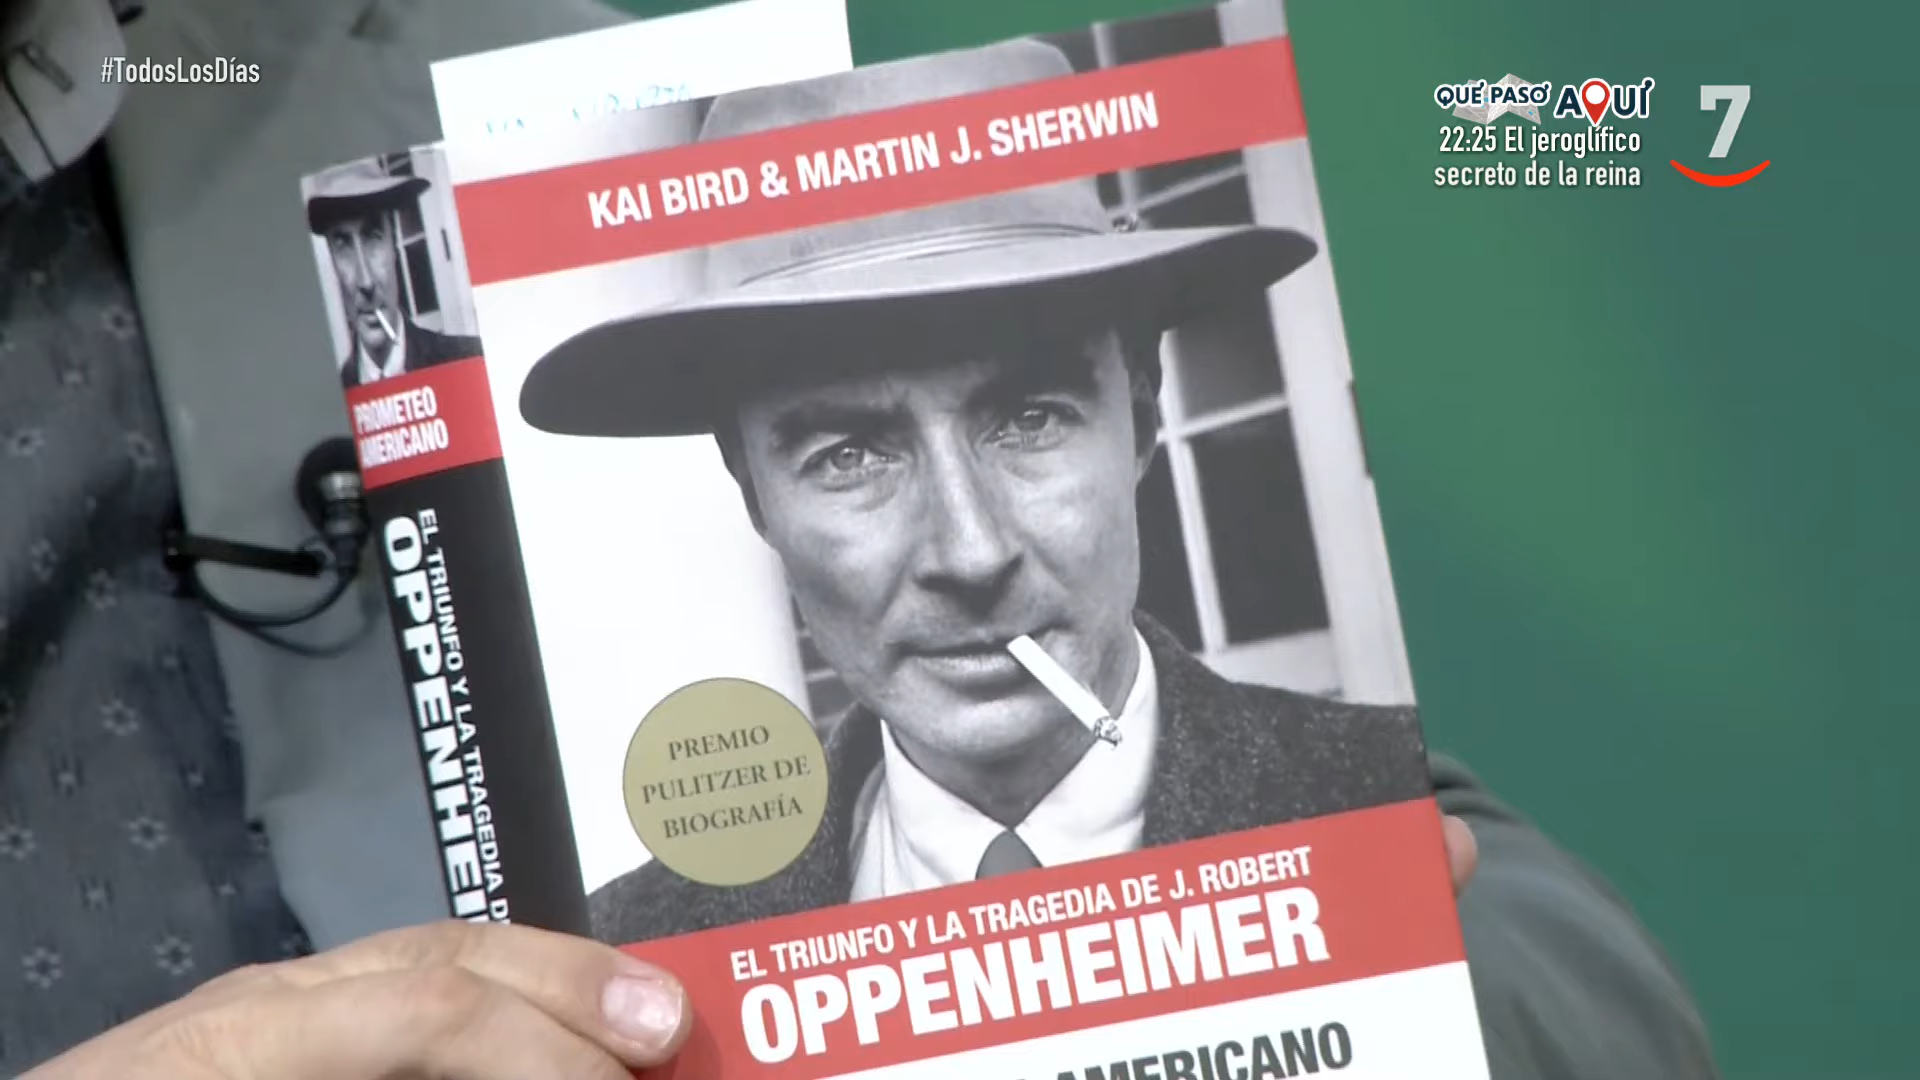 #TodosLosDías
QUÉ PASÓ AQUÍ
22:25 El jeroglífico
secreto de la reina
7
KAI BIRD & MARTIN J. SHERWIN
PROMETEO
AMERICANO
EL TRIUNFO Y LA TRAGEDIA
OPPENHEI
PREMIO
PULITZER DE
BIOGRAFÍA
EL TRIUNFO Y LA TRAGEDIA DE J. ROBERT
OPPENHEIMER
AMERICANO